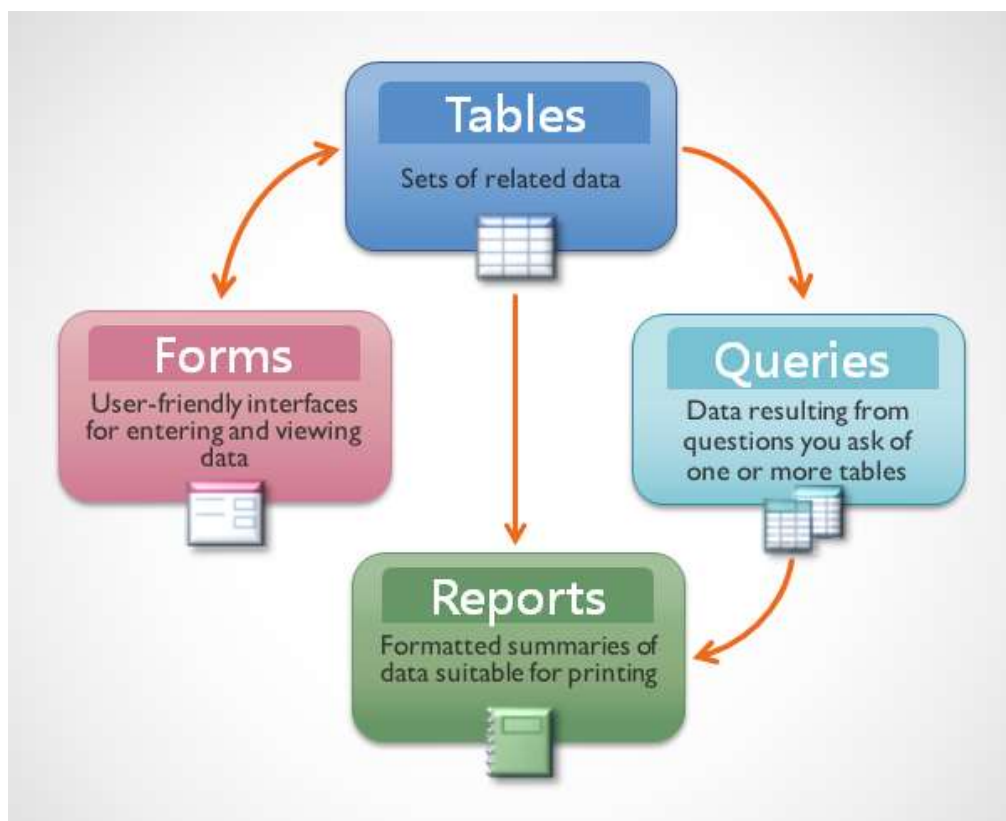 Tables
Sets of related data
Forms
User-friendly interfaces
for entering and viewing
data
Queries
Data resulting from
questions you ask of
one or more tables
Reports
Formatted summaries of
data suitable for printing